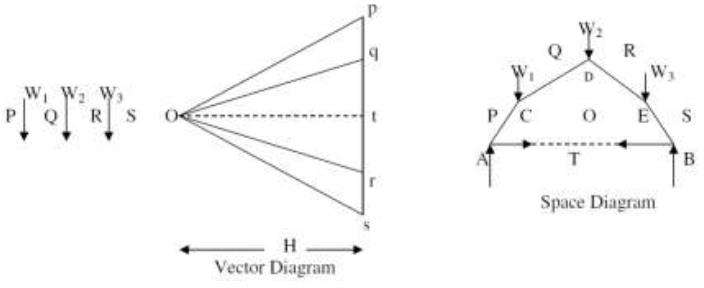 W1 W2 W3
P Q R S
p
q
O t
r
s
H
Vector Diagram
W2
Q R
W1 W3
D
P C O E S
A T B
Space Diagram